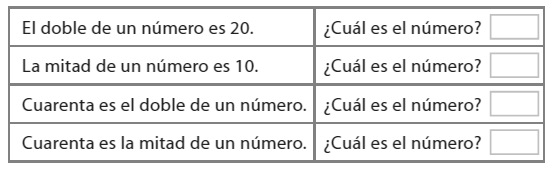 El doble de un número es 20. ¿Cuál es el número?
La mitad de un número es 10. ¿Cuál es el número?
Cuarenta es el doble de un número. ¿Cuál es el número?
Cuarenta es la mitad de un número. ¿Cuál es el número?